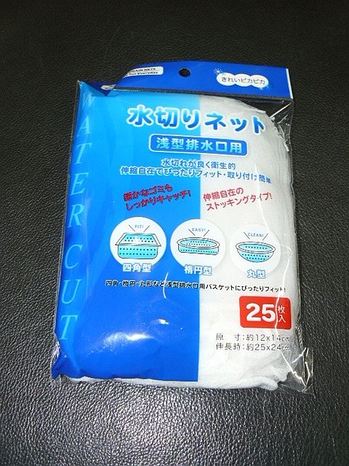 きれいピカピカ
水切りネット
浅型排水口用
水切れが良く衛生的
伸縮自在でぴったりフィット・取り付け簡単
細かなゴミも
しっかりキャッチ!
伸縮自在の
ストッキングタイプ!
FIT!
EASY!
CLEAN!
四角型
楕円型
丸型
25枚入
原 寸:約12×14cm
伸長時:約25×24cm
WATER CUT